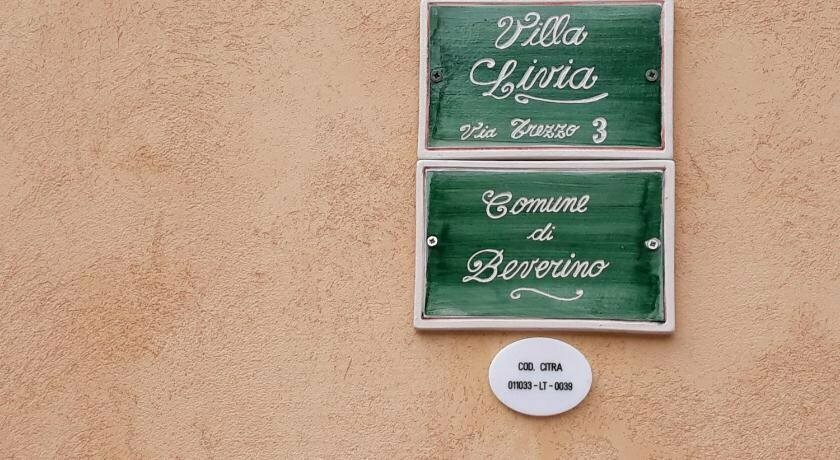 Villa
Livia
Via Trezzo 3
Comune
di
Beverino
COD. CITRA
011033-LT-0039